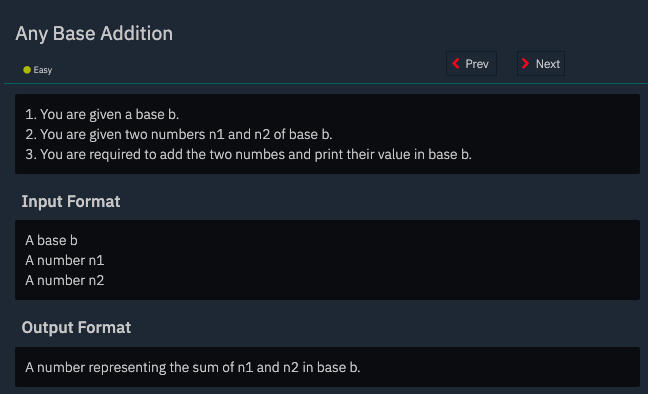 Any Base Addition
Easy
Prev
Next
1. You are given a base b.
2. You are given two numbers n1 and n2 of base b.
3. You are required to add the two numbes and print their value in base b.
Input Format
A base b
A number n1
A number n2
Output Format
A number representing the sum of n1 and n2 in base b.